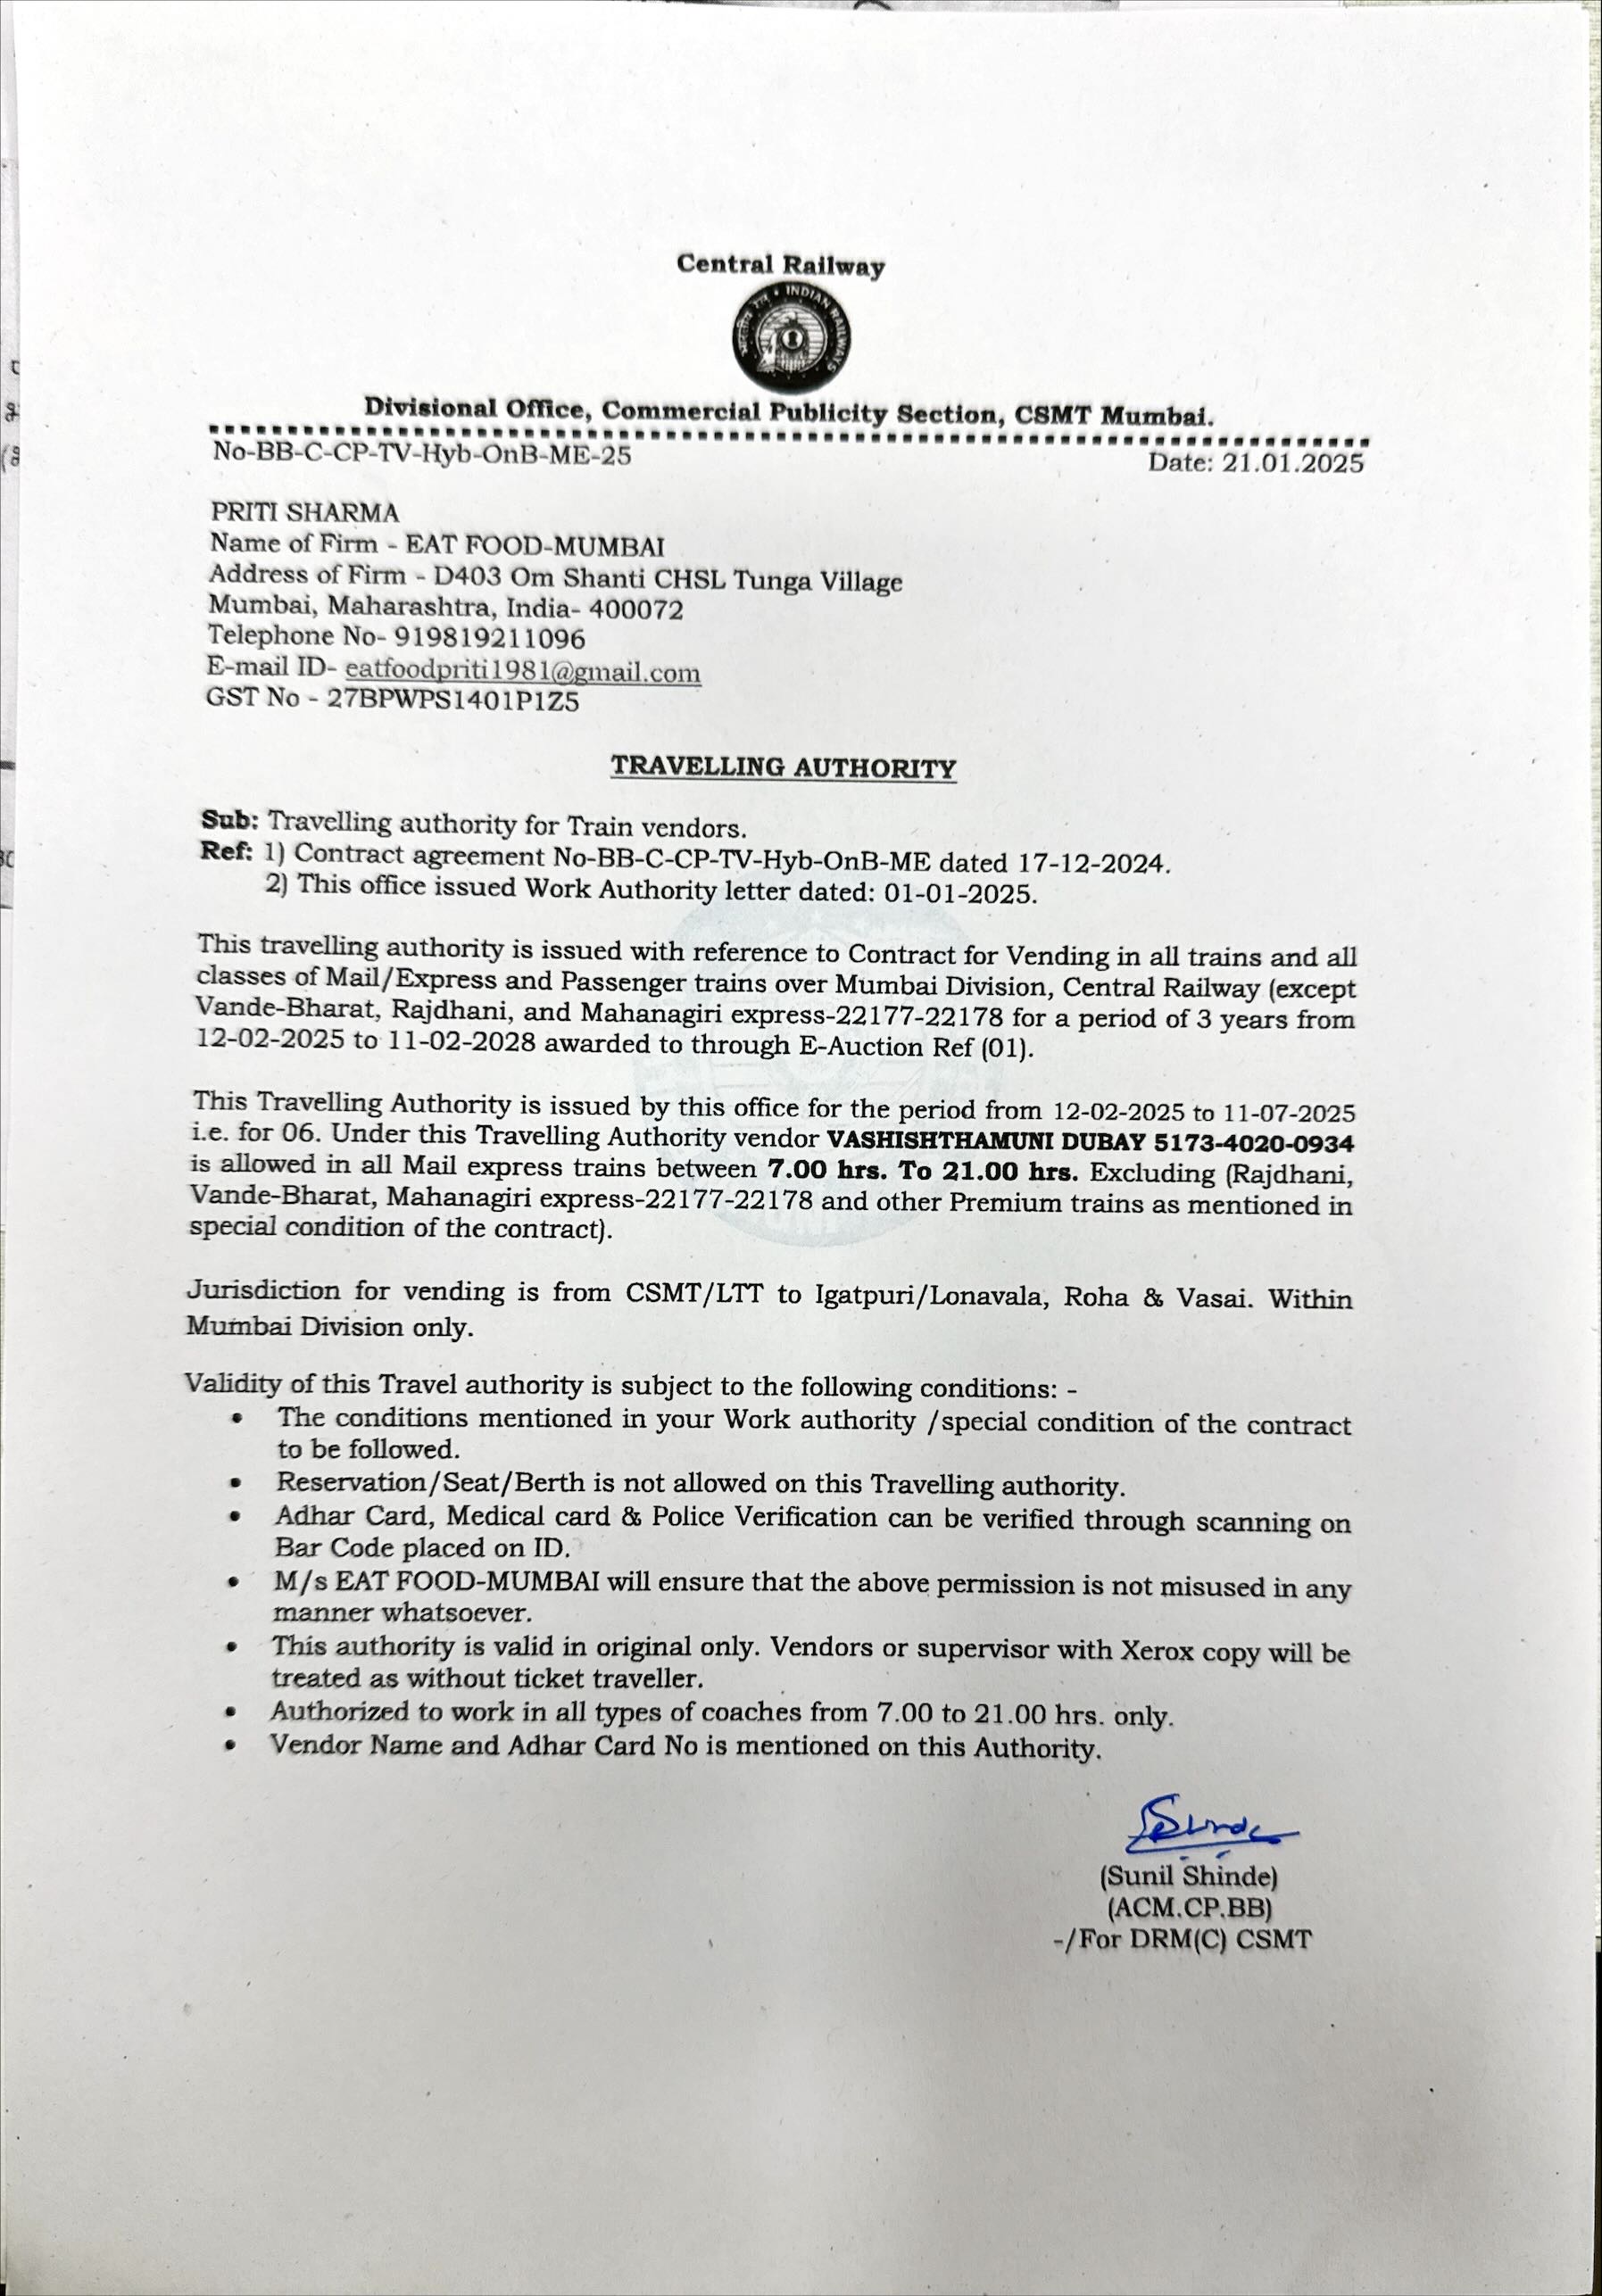 Central Railway
INDIAN RAILWAYS
Divisional Office, Commercial Publicity Section, CSMT Mumbai.
No-BB-C-CP-TV-Hyb-OnB-ME-25 Date: 21.01.2025
PRITI SHARMA
Name of Firm - EAT FOOD-MUMBAI
Address of Firm - D403 Om Shanti CHSL Tunga Village
Mumbai, Maharashtra, India- 400072
Telephone No- 919819211096
E-mail ID- eatfoodpriti1981@gmail.com
GST No - 27BPWPS1401P1Z5
TRAVELLING AUTHORITY
Sub: Travelling authority for Train vendors.
Ref: 1) Contract agreement No-BB-C-CP-TV-Hyb-OnB-ME dated 17-12-2024.
2) This office issued Work Authority letter dated: 01-01-2025.
This travelling authority is issued with reference to Contract for Vending in all trains and all
classes of Mail/Express and Passenger trains over Mumbai Division, Central Railway (except
Vande-Bharat, Rajdhani, and Mahanagiri express-22177-22178 for a period of 3 years from
12-02-2025 to 11-02-2028 awarded to through E-Auction Ref (01).
This Travelling Authority is issued by this office for the period from 12-02-2025 to 11-07-2025
i.e. for 06. Under this Travelling Authority vendor VASHISHTHAMUNI DUBAY 5173-4020-0934
is allowed in all Mail express trains between 7.00 hrs. To 21.00 hrs. Excluding (Rajdhani,
Vande-Bharat, Mahanagiri express-22177-22178 and other Premium trains as mentioned in
special condition of the contract).
Jurisdiction for vending is from CSMT/LTT to Igatpuri/Lonavala, Roha & Vasai. Within
Mumbai Division only.
Validity of this Travel authority is subject to the following conditions: -
• The conditions mentioned in your Work authority /special condition of the contract
to be followed.
• Reservation/Seat/Berth is not allowed on this Travelling authority.
• Adhar Card, Medical card & Police Verification can be verified through scanning on
Bar Code placed on ID.
• M/s EAT FOOD-MUMBAI will ensure that the above permission is not misused in any
manner whatsoever.
• This authority is valid in original only. Vendors or supervisor with Xerox copy will be
treated as without ticket traveller.
• Authorized to work in all types of coaches from 7.00 to 21.00 hrs. only.
• Vendor Name and Adhar Card No is mentioned on this Authority.
(Sunil Shinde)
(ACM.CP.BB)
-/For DRM(C) CSMT